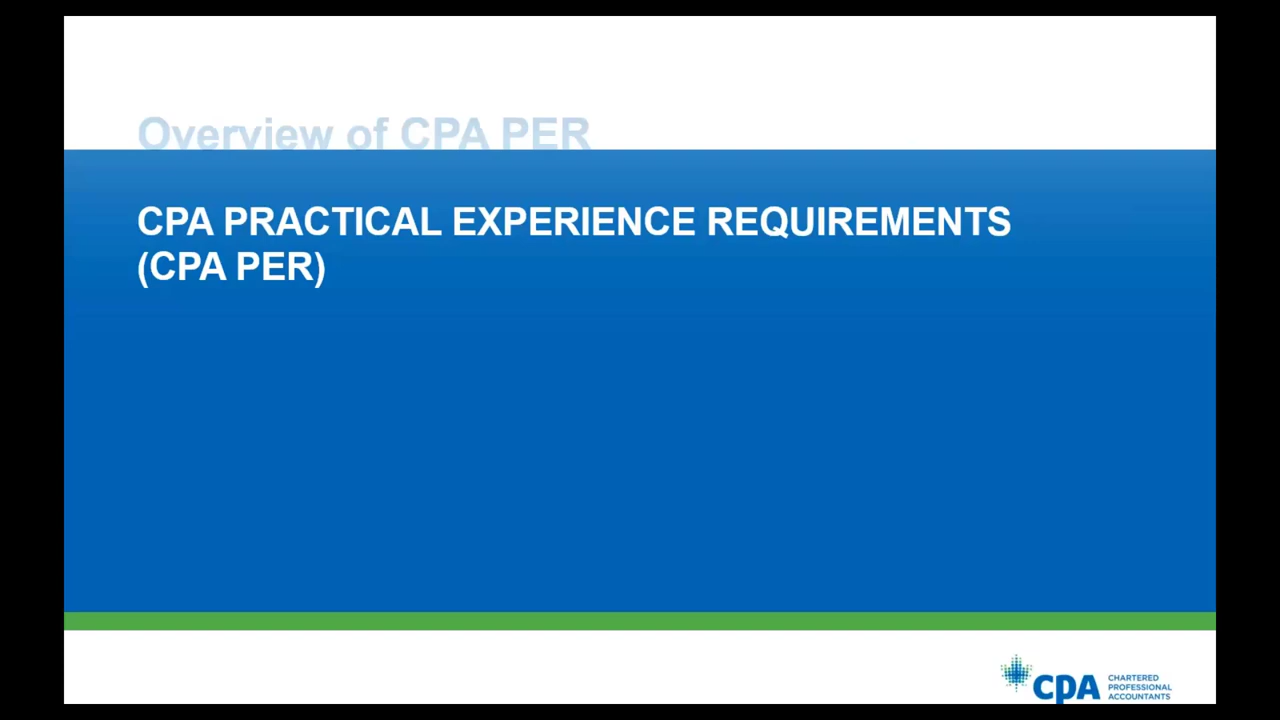 Overview of CPA PER
CPA PRACTICAL EXPERIENCE REQUIREMENTS
(CPA PER)
CPA
CHARTERED
PROFESSIONAL
ACCOUNTANTS